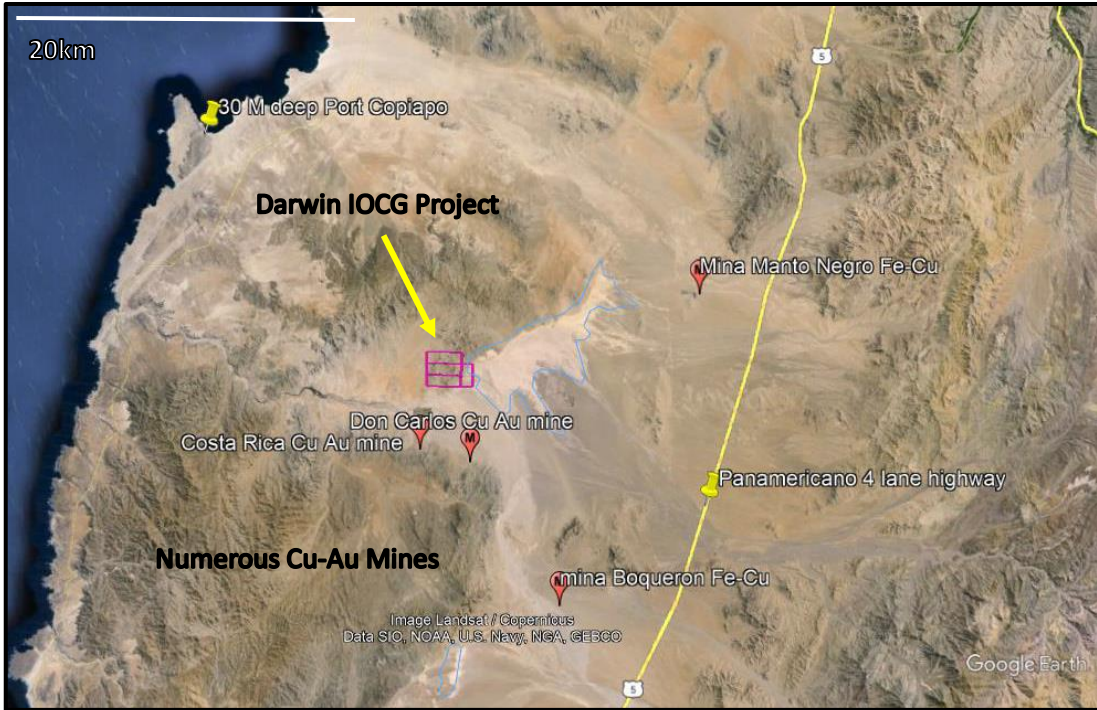 20km
5
30 M deep Port Copiapo
Darwin IOCG Project
Mina Manto Negro Fe-Cu
Don Carlos Cu Au mine
Costa Rica Cu Au mine
M
Panamericano 4 lane highway
Numerous Cu-Au Mines
mina Boqueron Fe-Cu
Image Landsat / Copernicus
Data SIO, NOAA, U.S. Navy, NGA, GEBCO
Google Earth
5